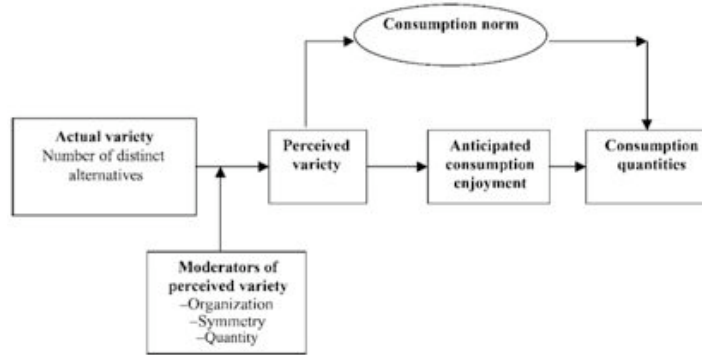 Consumption norm
Actual variety
Number of distinct
alternatives
Perceived
variety
Anticipated
consumption
enjoyment
Consumption
quantities
Moderators of
perceived variety
–Organization
–Symmetry
–Quantity